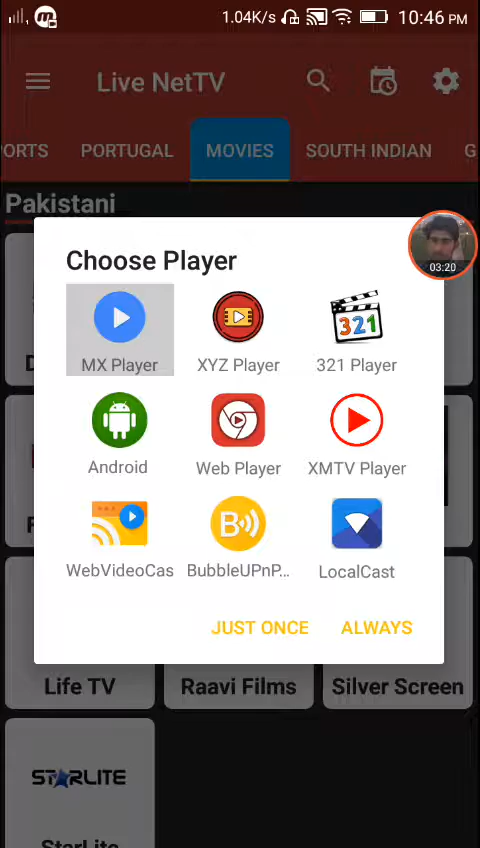 1.04K/s 10:46 PM
Live NetTV
ORTS PORTUGAL MOVIES SOUTH INDIAN G
Pakistani
03:20
Choose Player
MX Player XYZ Player 321 Player
Android Web Player XMTV Player
WebVideoCas BubbleUPnP... LocalCast
JUST ONCE ALWAYS
Life TV Raavi Films Silver Screen
STARLITE
StarLite